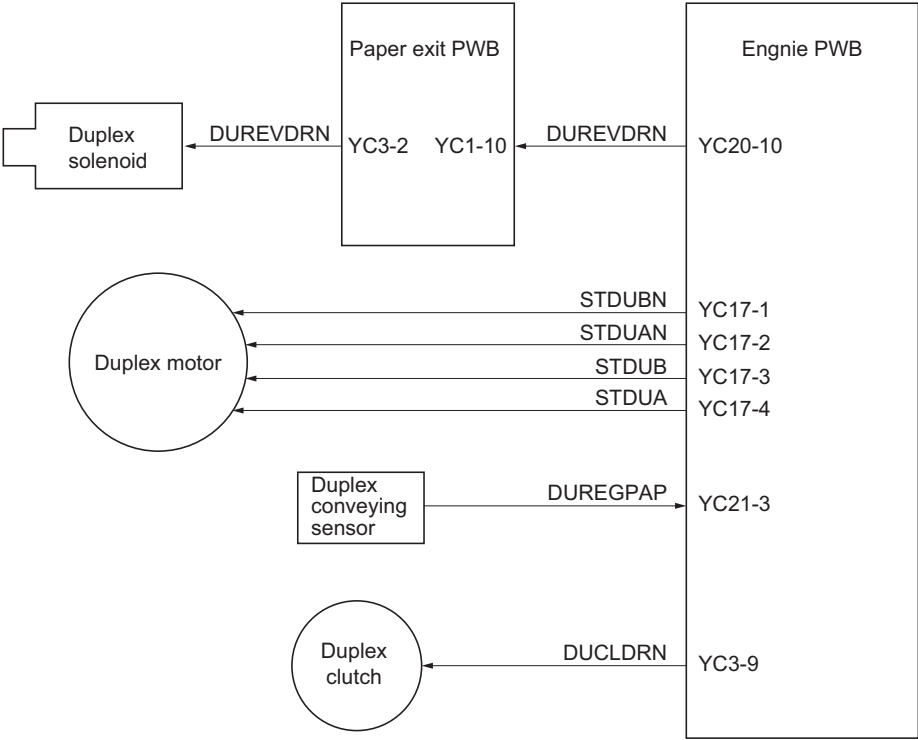 Paper exit PWB
Engnie PWB
Duplex
solenoid
DUREVDRN
YC3-2
YC1-10
DUREVDRN
YC20-10
Duplex motor
STDUBN
YC17-1
STDUAN
YC17-2
STDUB
YC17-3
STDUA
YC17-4
Duplex
conveying
sensor
DUREGPAP
YC21-3
Duplex
clutch
DUCLDRN
YC3-9